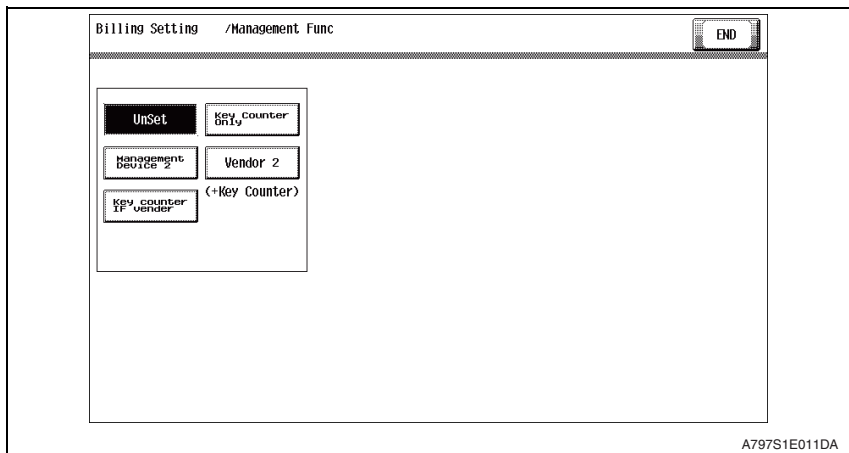 Billing Setting /Management Func
END
UnSet
Key Counter
Only
Management
Device 2
Vendor 2
(+Key Counter)
Key counter
IF vender
A797S1E011DA